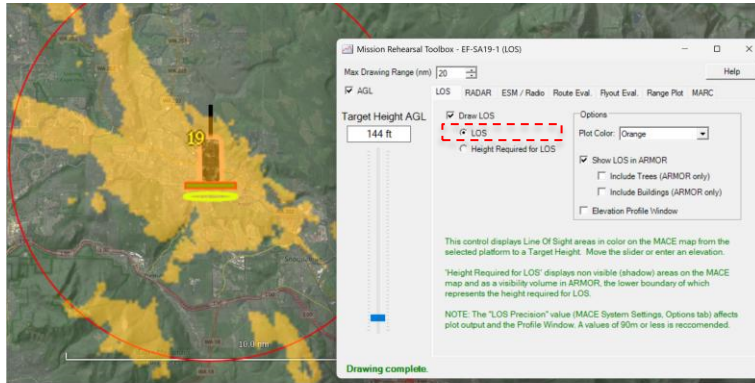 19
10.0 nm
Mission Rehearsal Toolbox - EF-SA19-1 (LOS)
Max Drawing Range (nm) 20
Help
AGL
LOS RADAR ESM / Radio Route Eval. Flyout Eval. Range Plot MARC
Target Height AGL
144 ft
Draw LOS
LOS
Height Required for LOS
Options
Plot Color: Orange
Show LOS in ARMOR
Include Trees (ARMOR only)
Include Buildings (ARMOR only)
Elevation Profile Window
This control displays Line Of Sight areas in color on the MACE map from the
selected platform to a Target Height. Move the slider or enter an elevation.
'Height Required for LOS' displays non visible (shadow) areas on the MACE
map and as a visibility volume in ARMOR, the lower boundary of which
represents the height required for LOS.
NOTE: The "LOS Precision" value (MACE System Settings, Options tab) affects
plot output and the Profile Window. A values of 90m or less is reccomended.
Drawing complete.